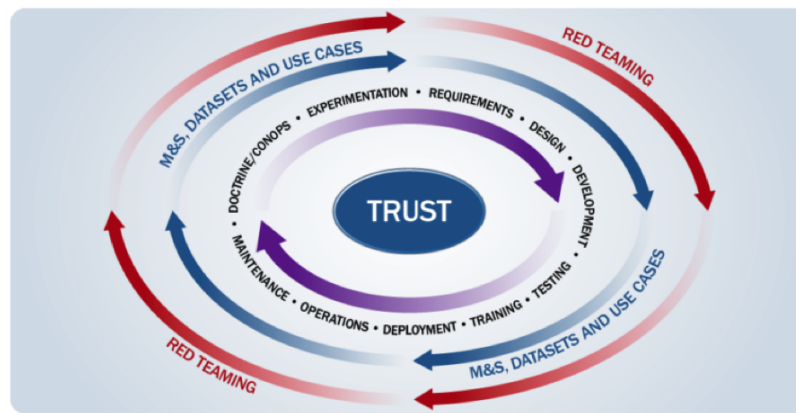 RED TEAMING
M&S, DATASETS AND USE CASES
DOCTRINE/CONOPS • EXPERIMENTATION • REQUIREMENTS • DESIGN • DEVELOPMENT • TESTING • TRAINING • DEPLOYMENT • OPERATIONS • MAINTENANCE •
TRUST
M&S, DATASETS AND USE CASES
RED TEAMING